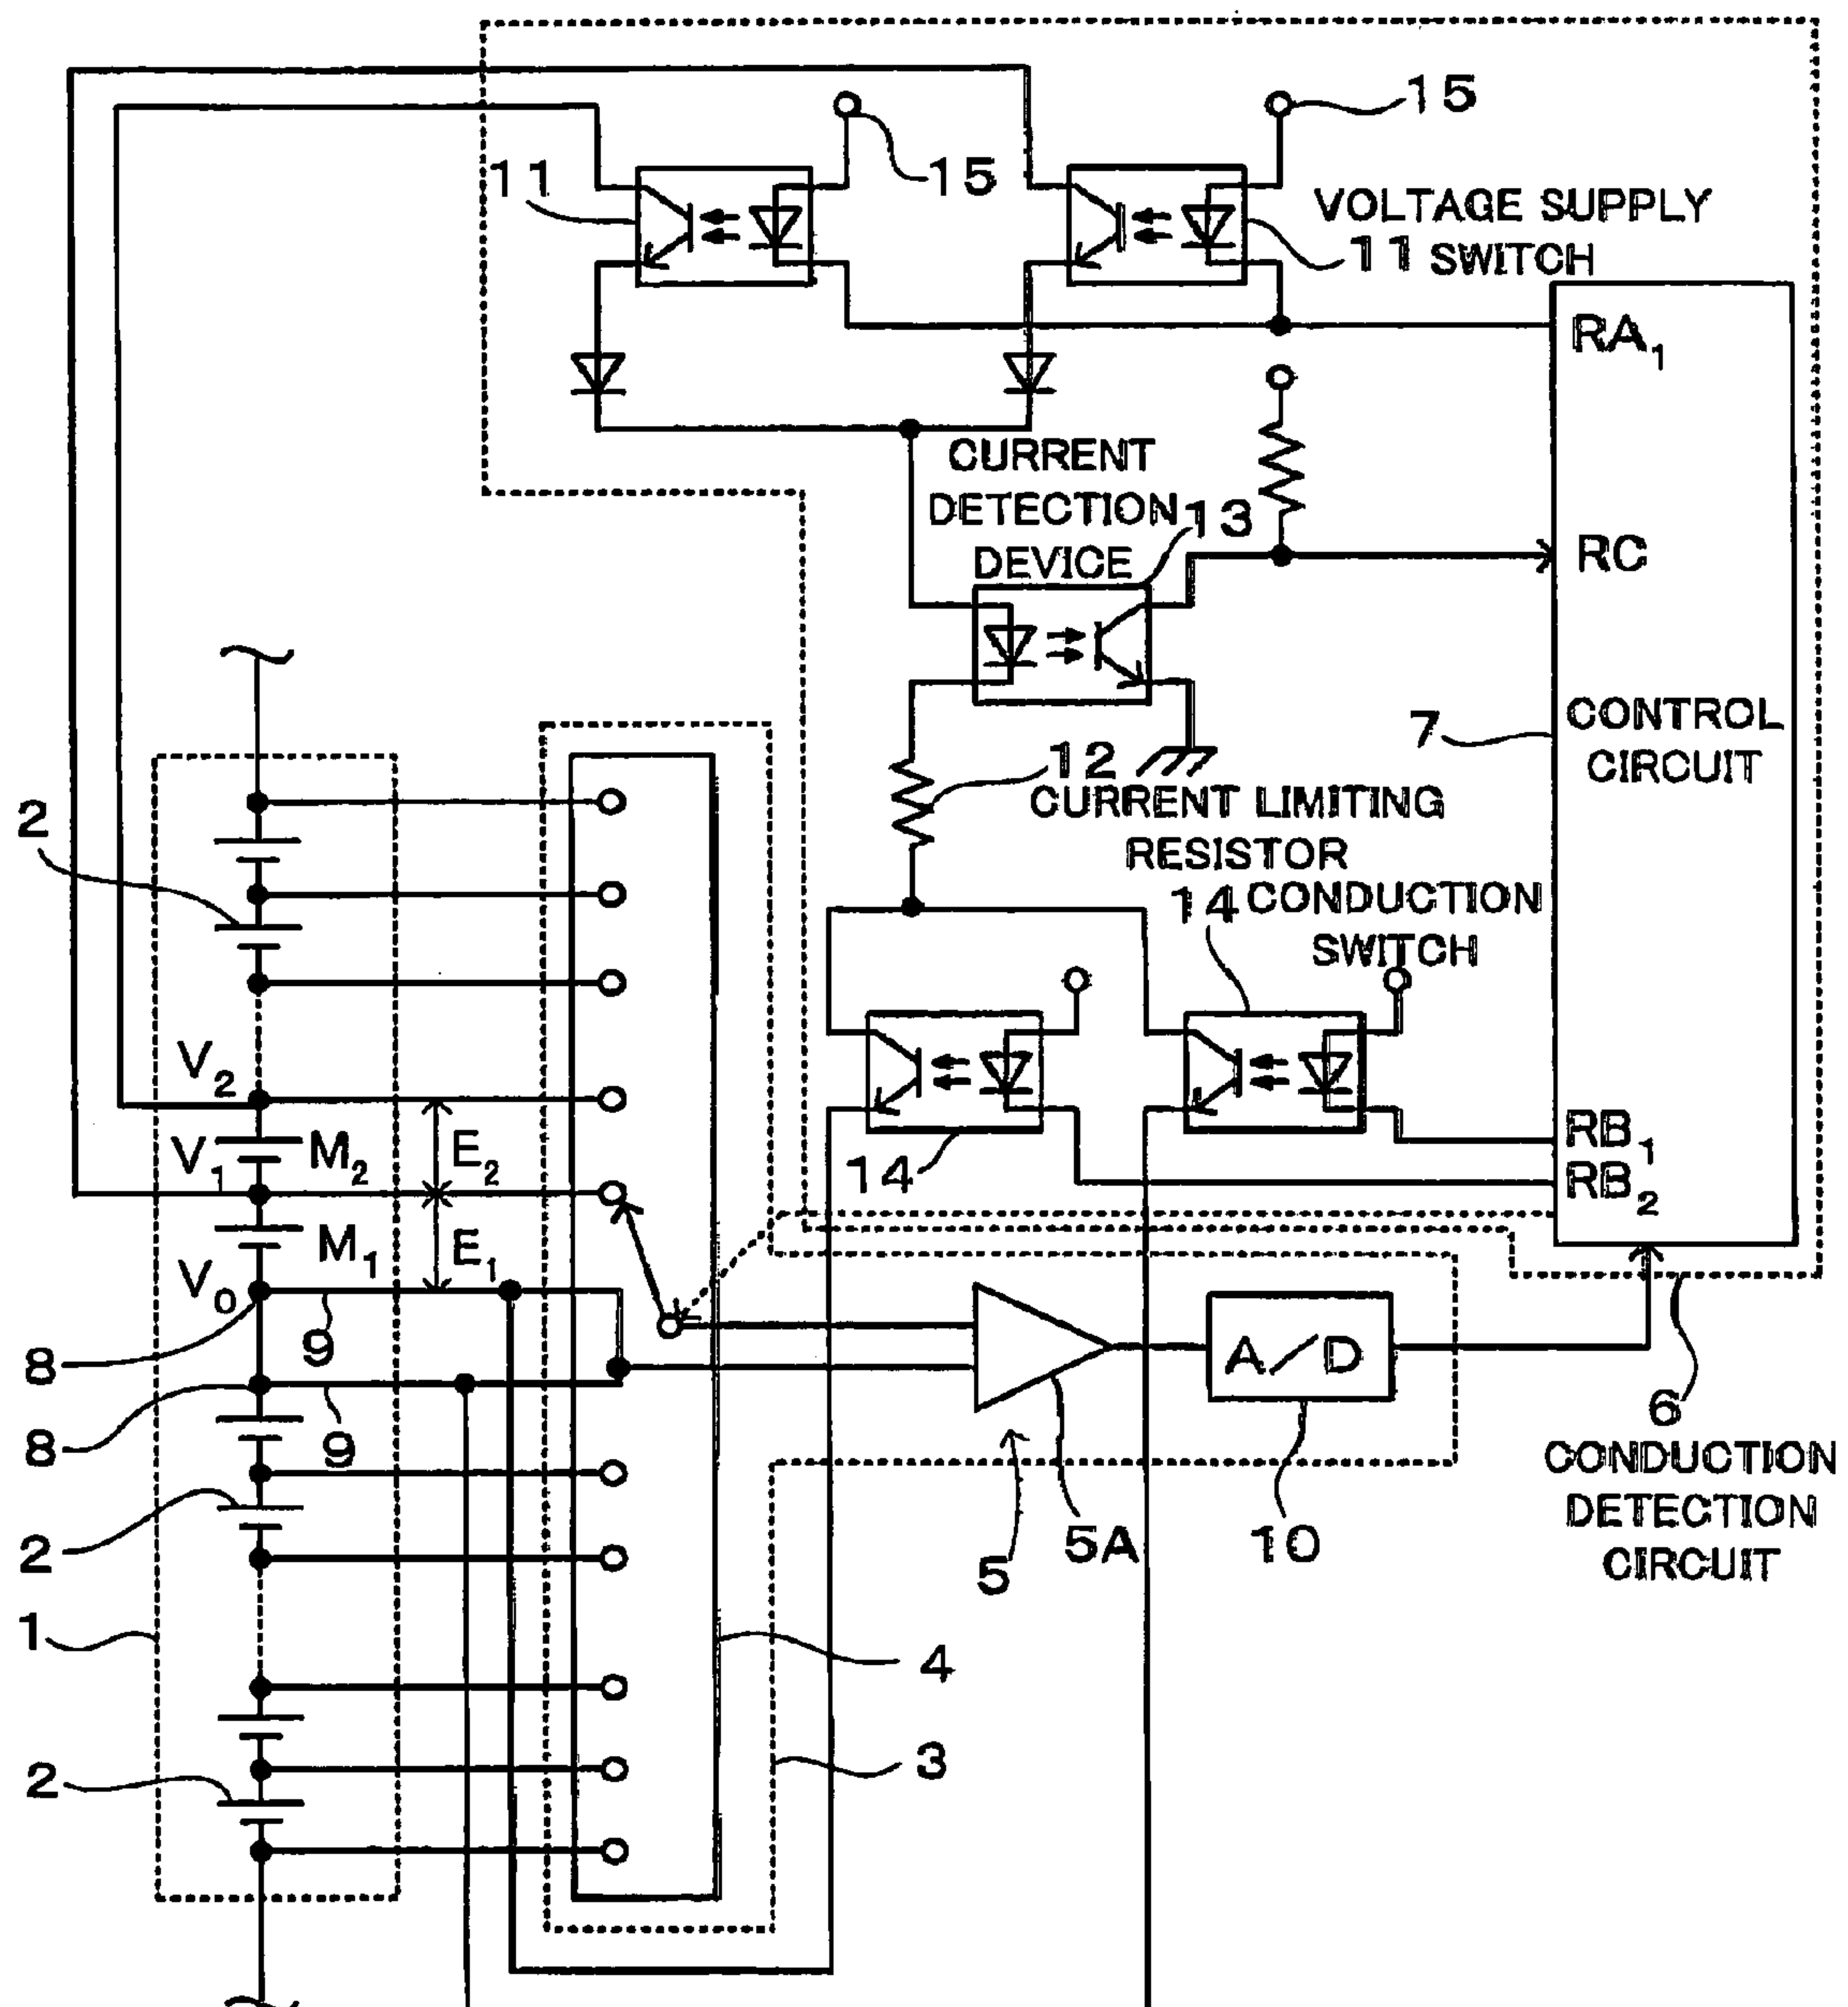 15
15
11
VOLTAGE SUPPLY
11 SWITCH
RA1
CURRENT
DETECTION 13
DEVICE
RC
7
CONTROL
CIRCUIT
12
CURRENT LIMITING
RESISTOR
2
14 CONDUCTION
SWITCH
V2
V1
M2
E2
14
RB1
RB2
M1
E1
V0
9
8
A/D
6
8
9
CONDUCTION
DETECTION
CIRCUIT
5
5A
10
2
1
4
3
2